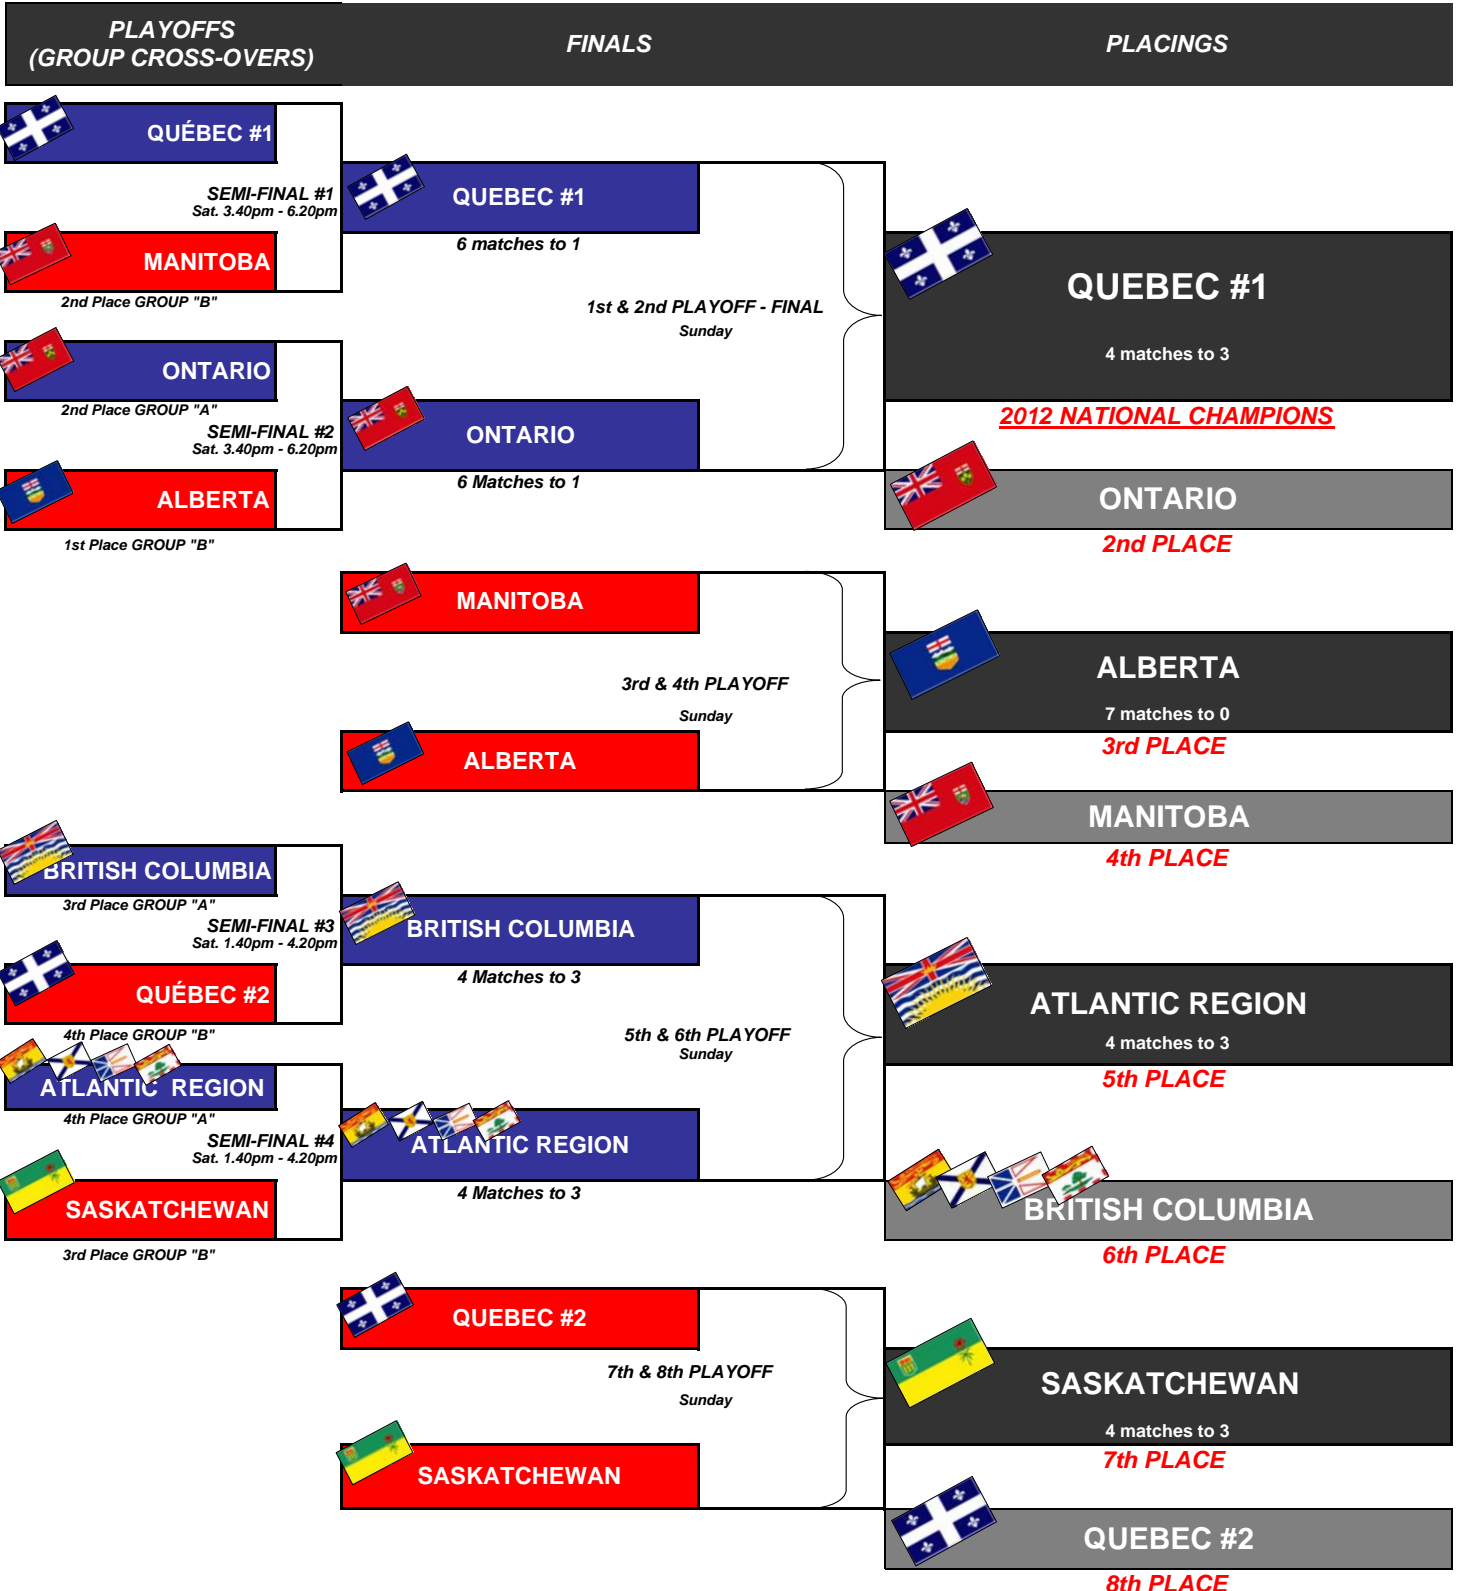 PLAYOFFS
(GROUP CROSS-OVERS)
FINALS
PLACINGS
QUÉBEC #1
SEMI-FINAL #1
Sat. 3.40pm - 6.20pm
MANITOBA
2nd Place GROUP "B"
ONTARIO
2nd Place GROUP "A"
SEMI-FINAL #2
Sat. 3.40pm - 6.20pm
ALBERTA
1st Place GROUP "B"
QUEBEC #1
6 matches to 1
1st & 2nd PLAYOFF - FINAL
Sunday
ONTARIO
6 Matches to 1
QUEBEC #1
4 matches to 3
2012 NATIONAL CHAMPIONS
ONTARIO
2nd PLACE
MANITOBA
3rd & 4th PLAYOFF
Sunday
ALBERTA
ALBERTA
7 matches to 0
3rd PLACE
MANITOBA
4th PLACE
BRITISH COLUMBIA
3rd Place GROUP "A"
SEMI-FINAL #3
Sat. 1.40pm - 4.20pm
QUÉBEC #2
4th Place GROUP "B"
ATLANTIC REGION
4th Place GROUP "A"
SEMI-FINAL #4
Sat. 1.40pm - 4.20pm
SASKATCHEWAN
3rd Place GROUP "B"
BRITISH COLUMBIA
4 Matches to 3
5th & 6th PLAYOFF
Sunday
ATLANTIC REGION
4 Matches to 3
ATLANTIC REGION
4 matches to 3
5th PLACE
BRITISH COLUMBIA
6th PLACE
QUEBEC #2
7th & 8th PLAYOFF
Sunday
SASKATCHEWAN
SASKATCHEWAN
4 matches to 3
7th PLACE
QUEBEC #2
8th PLACE